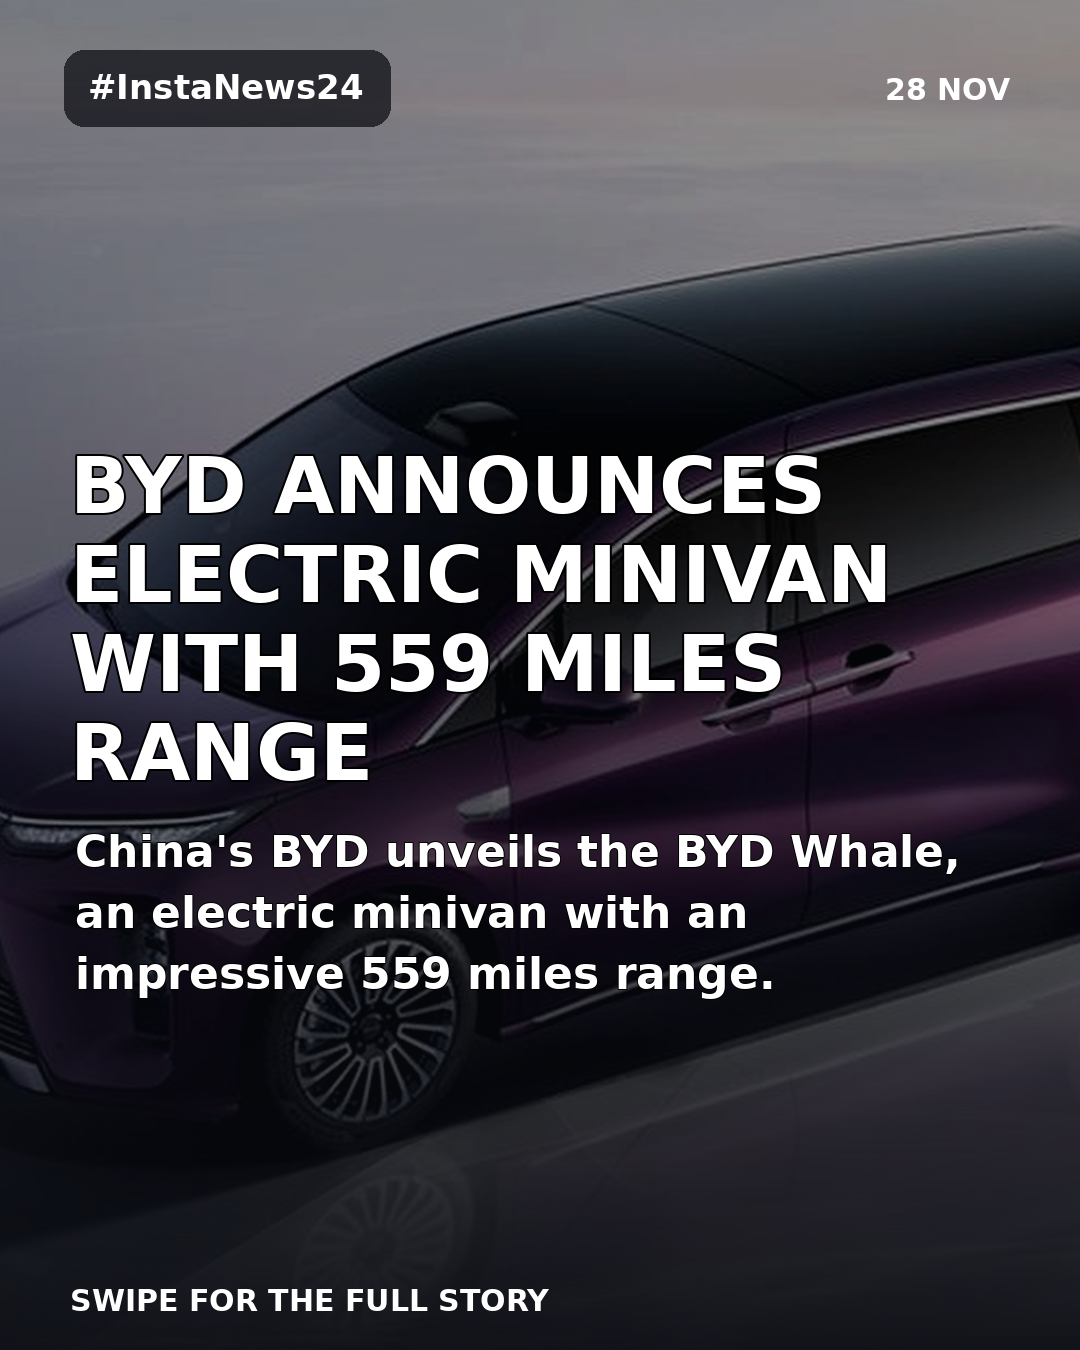 #InstaNews24
28 NOV
BYD ANNOUNCES
ELECTRIC MINIVAN
WITH 559 MILES
RANGE
China's BYD unveils the BYD Whale,
an electric minivan with an
impressive 559 miles range.
SWIPE FOR THE FULL STORY